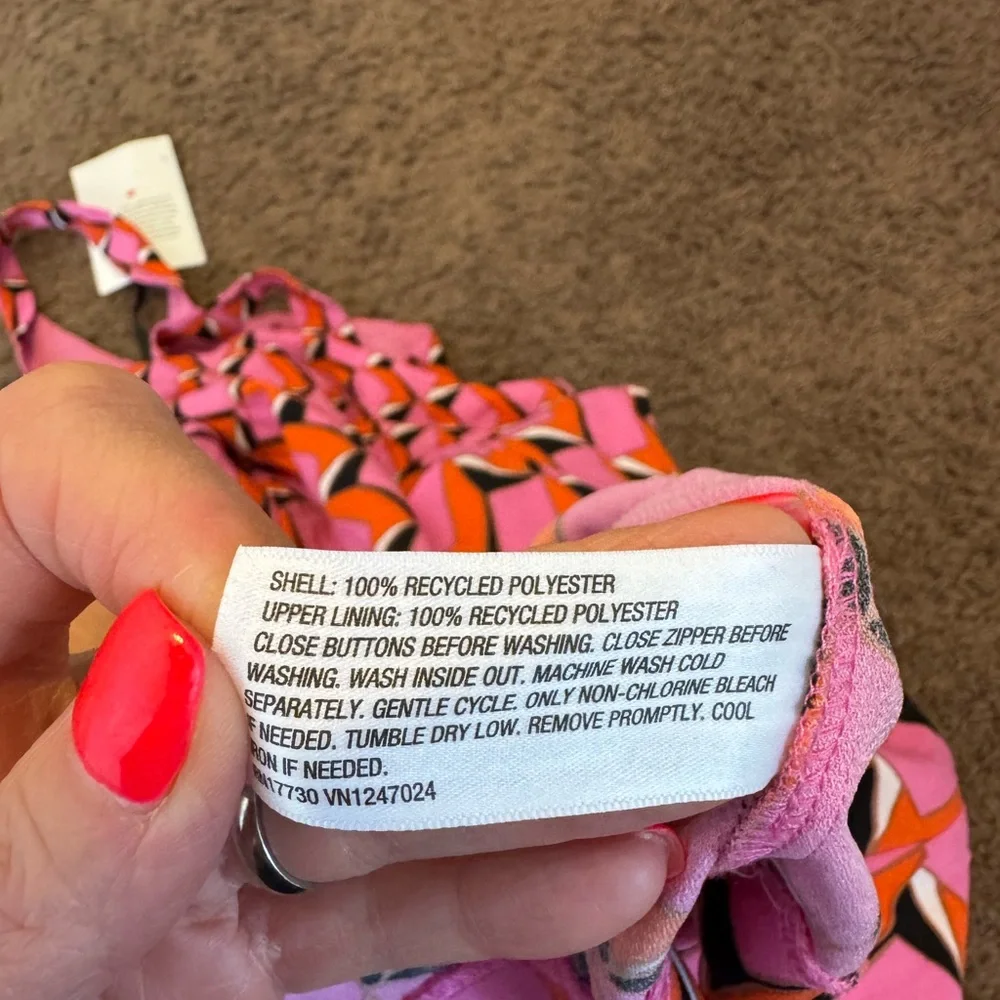 SHELL: 100% RECYCLED POLYESTER
UPPER LINING: 100% RECYCLED POLYESTER
CLOSE BUTTONS BEFORE WASHING. CLOSE ZIPPER BEFORE
WASHING. WASH INSIDE OUT. MACHINE WASH COLD
SEPARATELY. GENTLE CYCLE. ONLY NON-CHLORINE BLEACH
F NEEDED. TUMBLE DRY LOW. REMOVE PROMPTLY. COOL
RON IF NEEDED.
RN17730 VN1247024